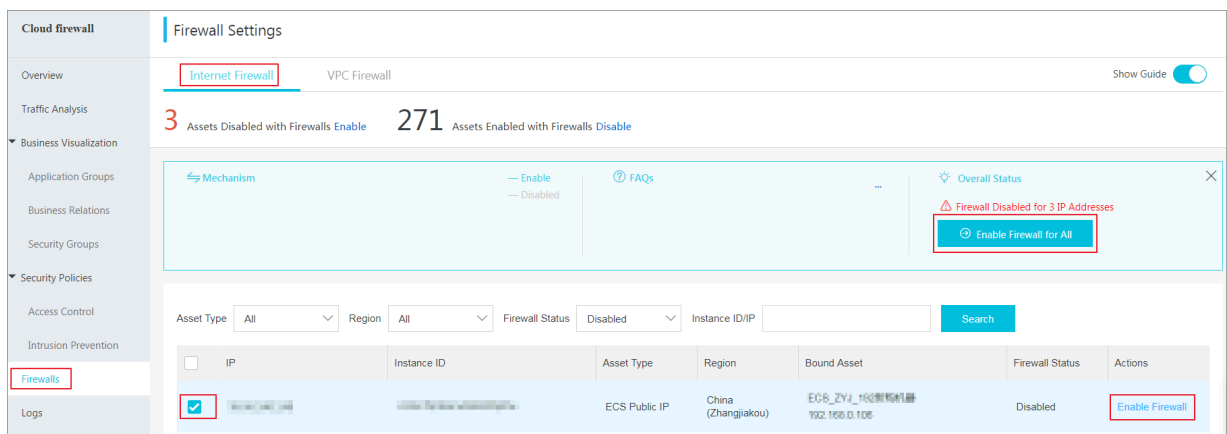 Cloud firewall
Firewall Settings
Overview
Internet Firewall
VPC Firewall
Show Guide
Traffic Analysis
3 Assets Disabled with Firewalls Enable
271 Assets Enabled with Firewalls Disable
Business Visualization
Application Groups
Mechanism
— Enable
— Disabled
FAQs
...
Overall Status
Firewall Disabled for 3 IP Addresses
Enable Firewall for All
Business Relations
Security Groups
Security Policies
Access Control
Asset Type All
Region All
Firewall Status Disabled
Instance ID/IP
Search
Intrusion Prevention
IP
Instance ID
Asset Type
Region
Bound Asset
Firewall Status
Actions
Firewalls
Logs
ECS Public IP
China
(Zhangjiakou)
192.168.0.106
Disabled
Enable Firewall